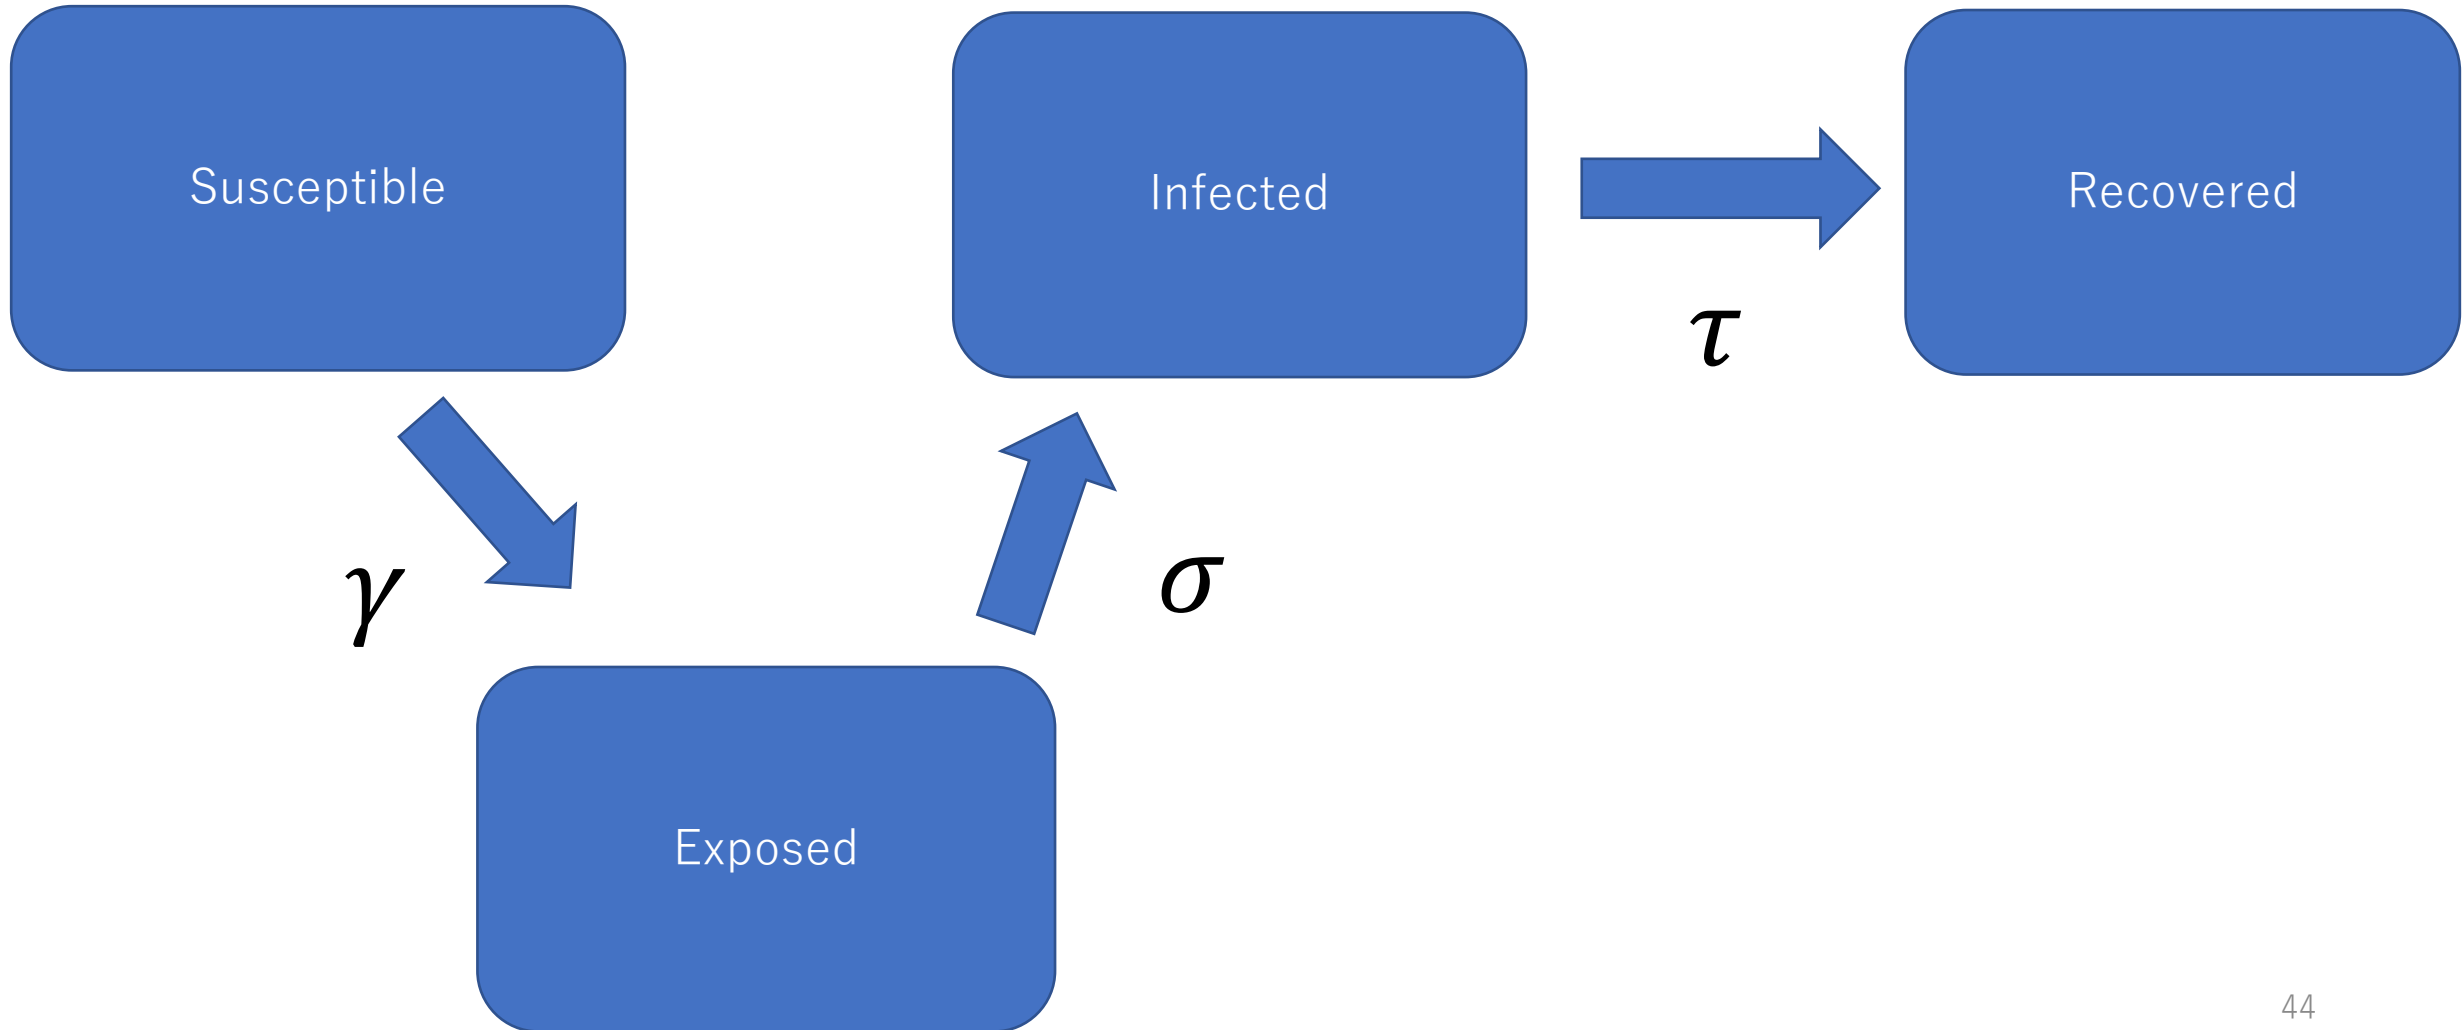 Susceptible
Infected
Recovered
τ
γ
σ
Exposed
44